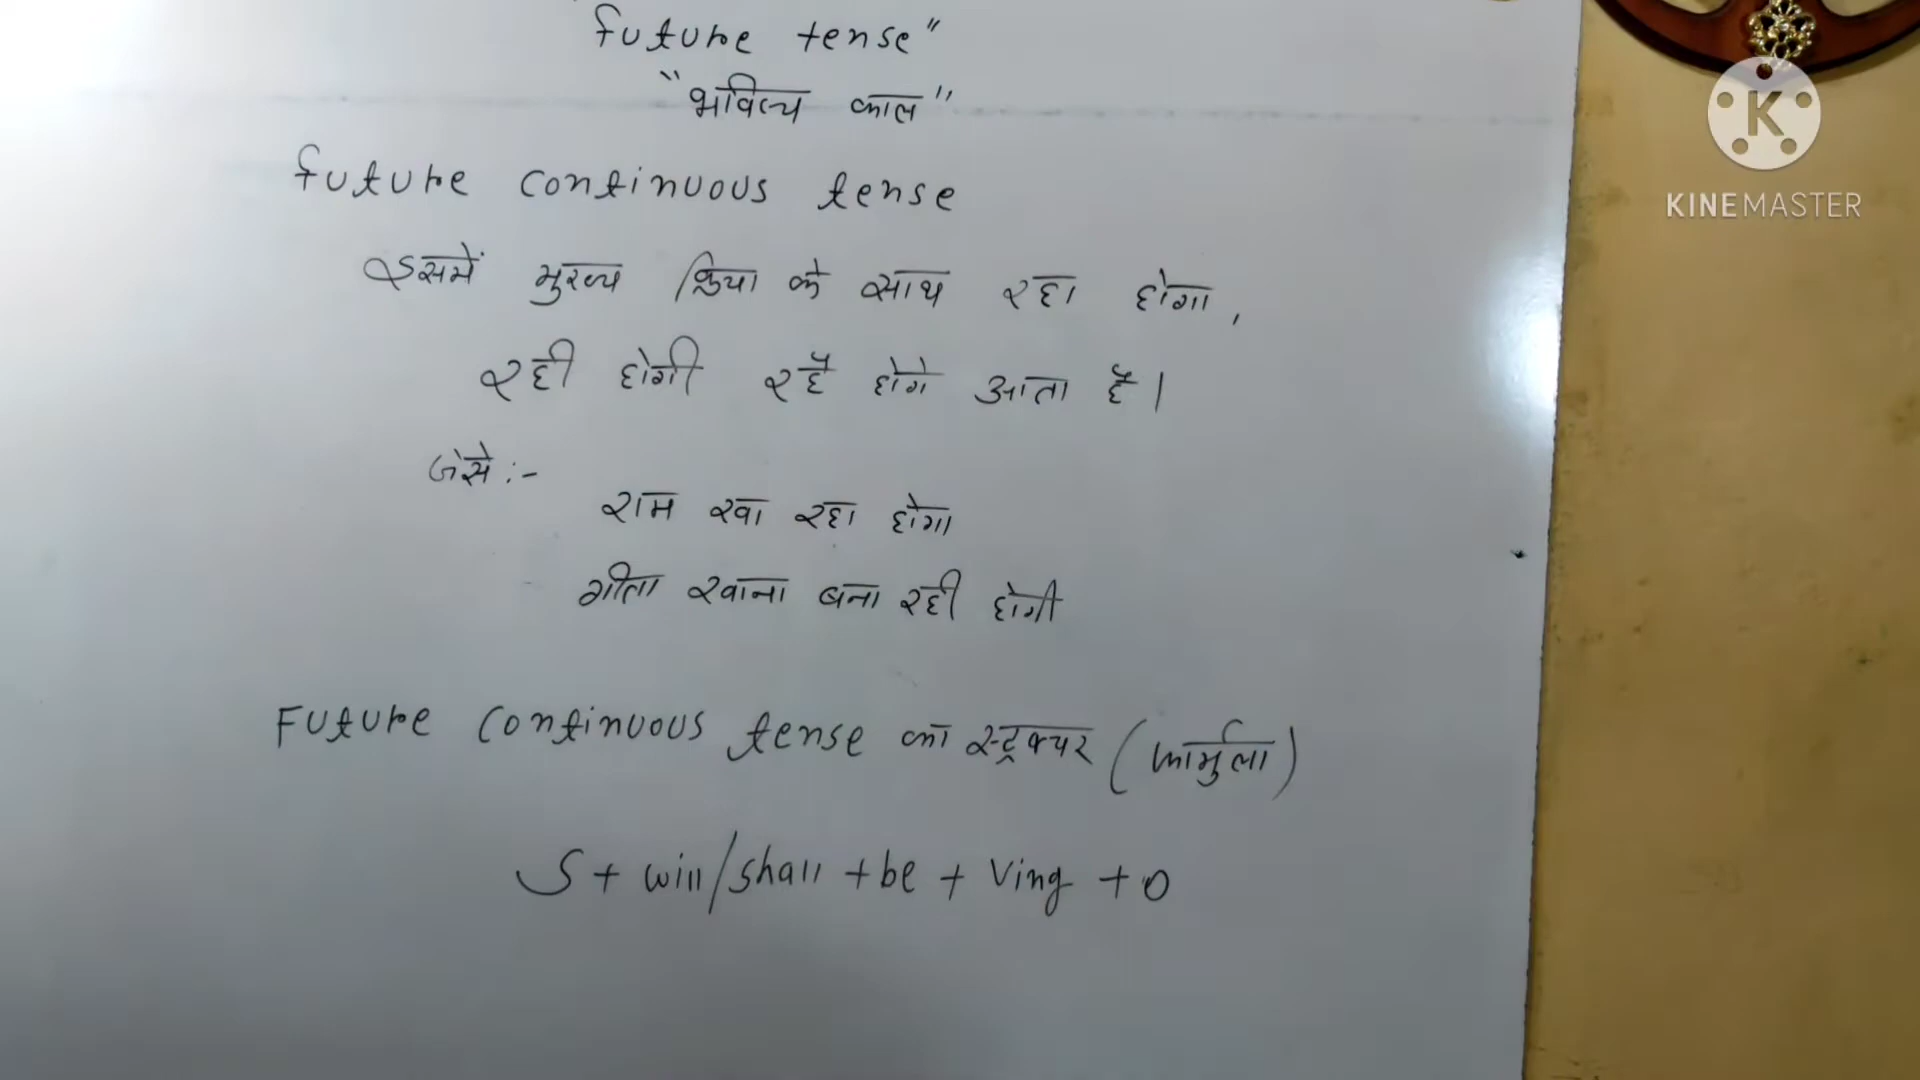 future tense"
"भविष्य काल"
future continuous tense
इसमें मुख्य क्रिया के साथ रहा होगा,
रही होगी रहैं होगे आता है।
जैसे :-
राम खा रहा होगा
गीता खाना बना रही होगी
Future continuous tense का स्ट्रक्चर (फार्मुला)
S + will/shall + be + Ving + O
K
KINEMASTER